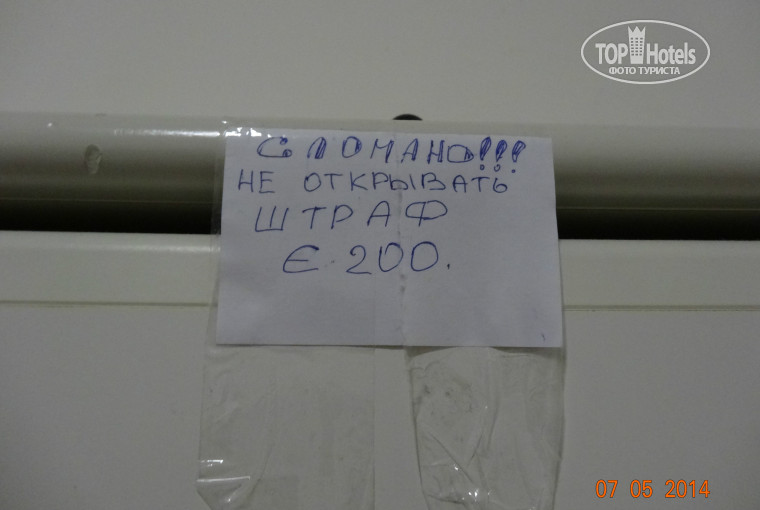 TOP Hotels
ФОТО ТУРИСТА
СЛОМАНО!!!
НЕ ОТКРЫВАТЬ
ШТРАФ
Є 200.
07 05 2014